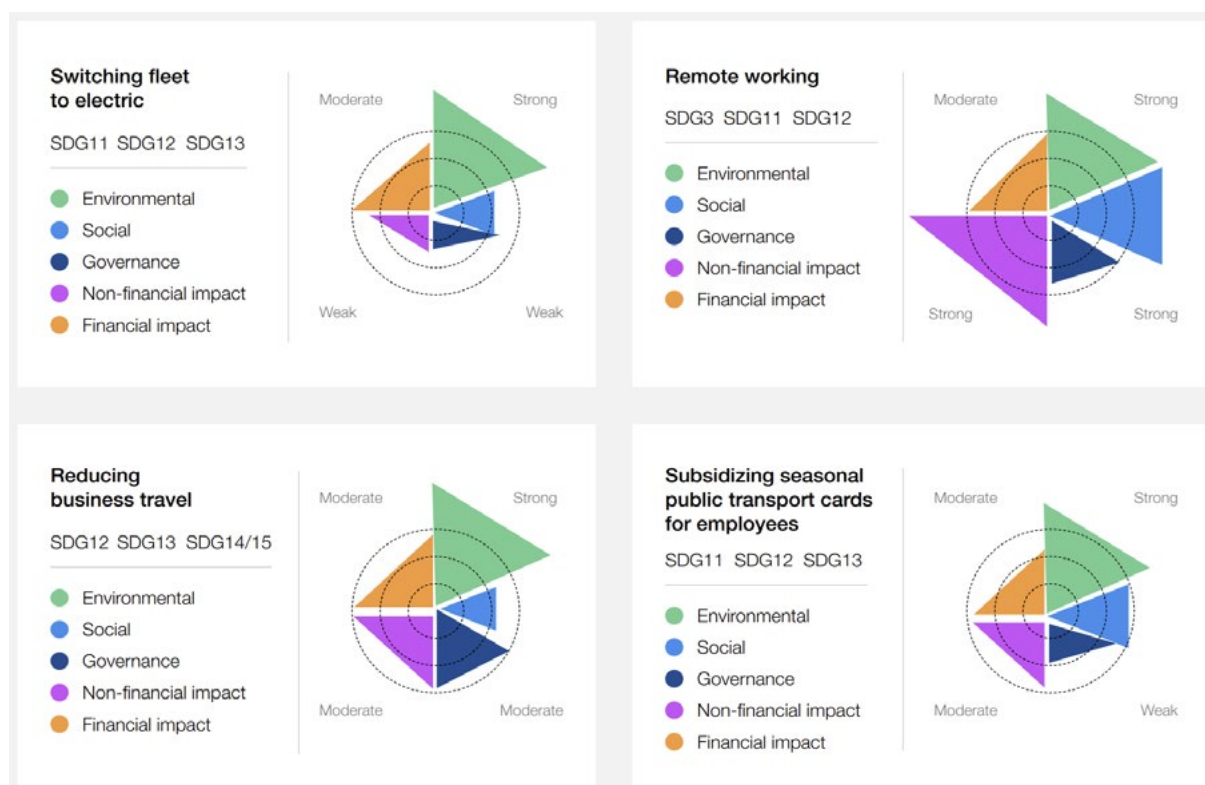 Switching fleet
to electric
SDG11 SDG12 SDG13
Environmental
Social
Governance
Non-financial impact
Financial impact
Moderate
Strong
Weak
Weak
Remote working
SDG3 SDG11 SDG12
Environmental
Social
Governance
Non-financial impact
Financial impact
Moderate
Strong
Strong
Strong
Reducing
business travel
SDG12 SDG13 SDG14/15
Environmental
Social
Governance
Non-financial impact
Financial impact
Moderate
Strong
Moderate
Moderate
Subsidizing seasonal
public transport cards
for employees
SDG11 SDG12 SDG13
Environmental
Social
Governance
Non-financial impact
Financial impact
Moderate
Strong
Moderate
Weak